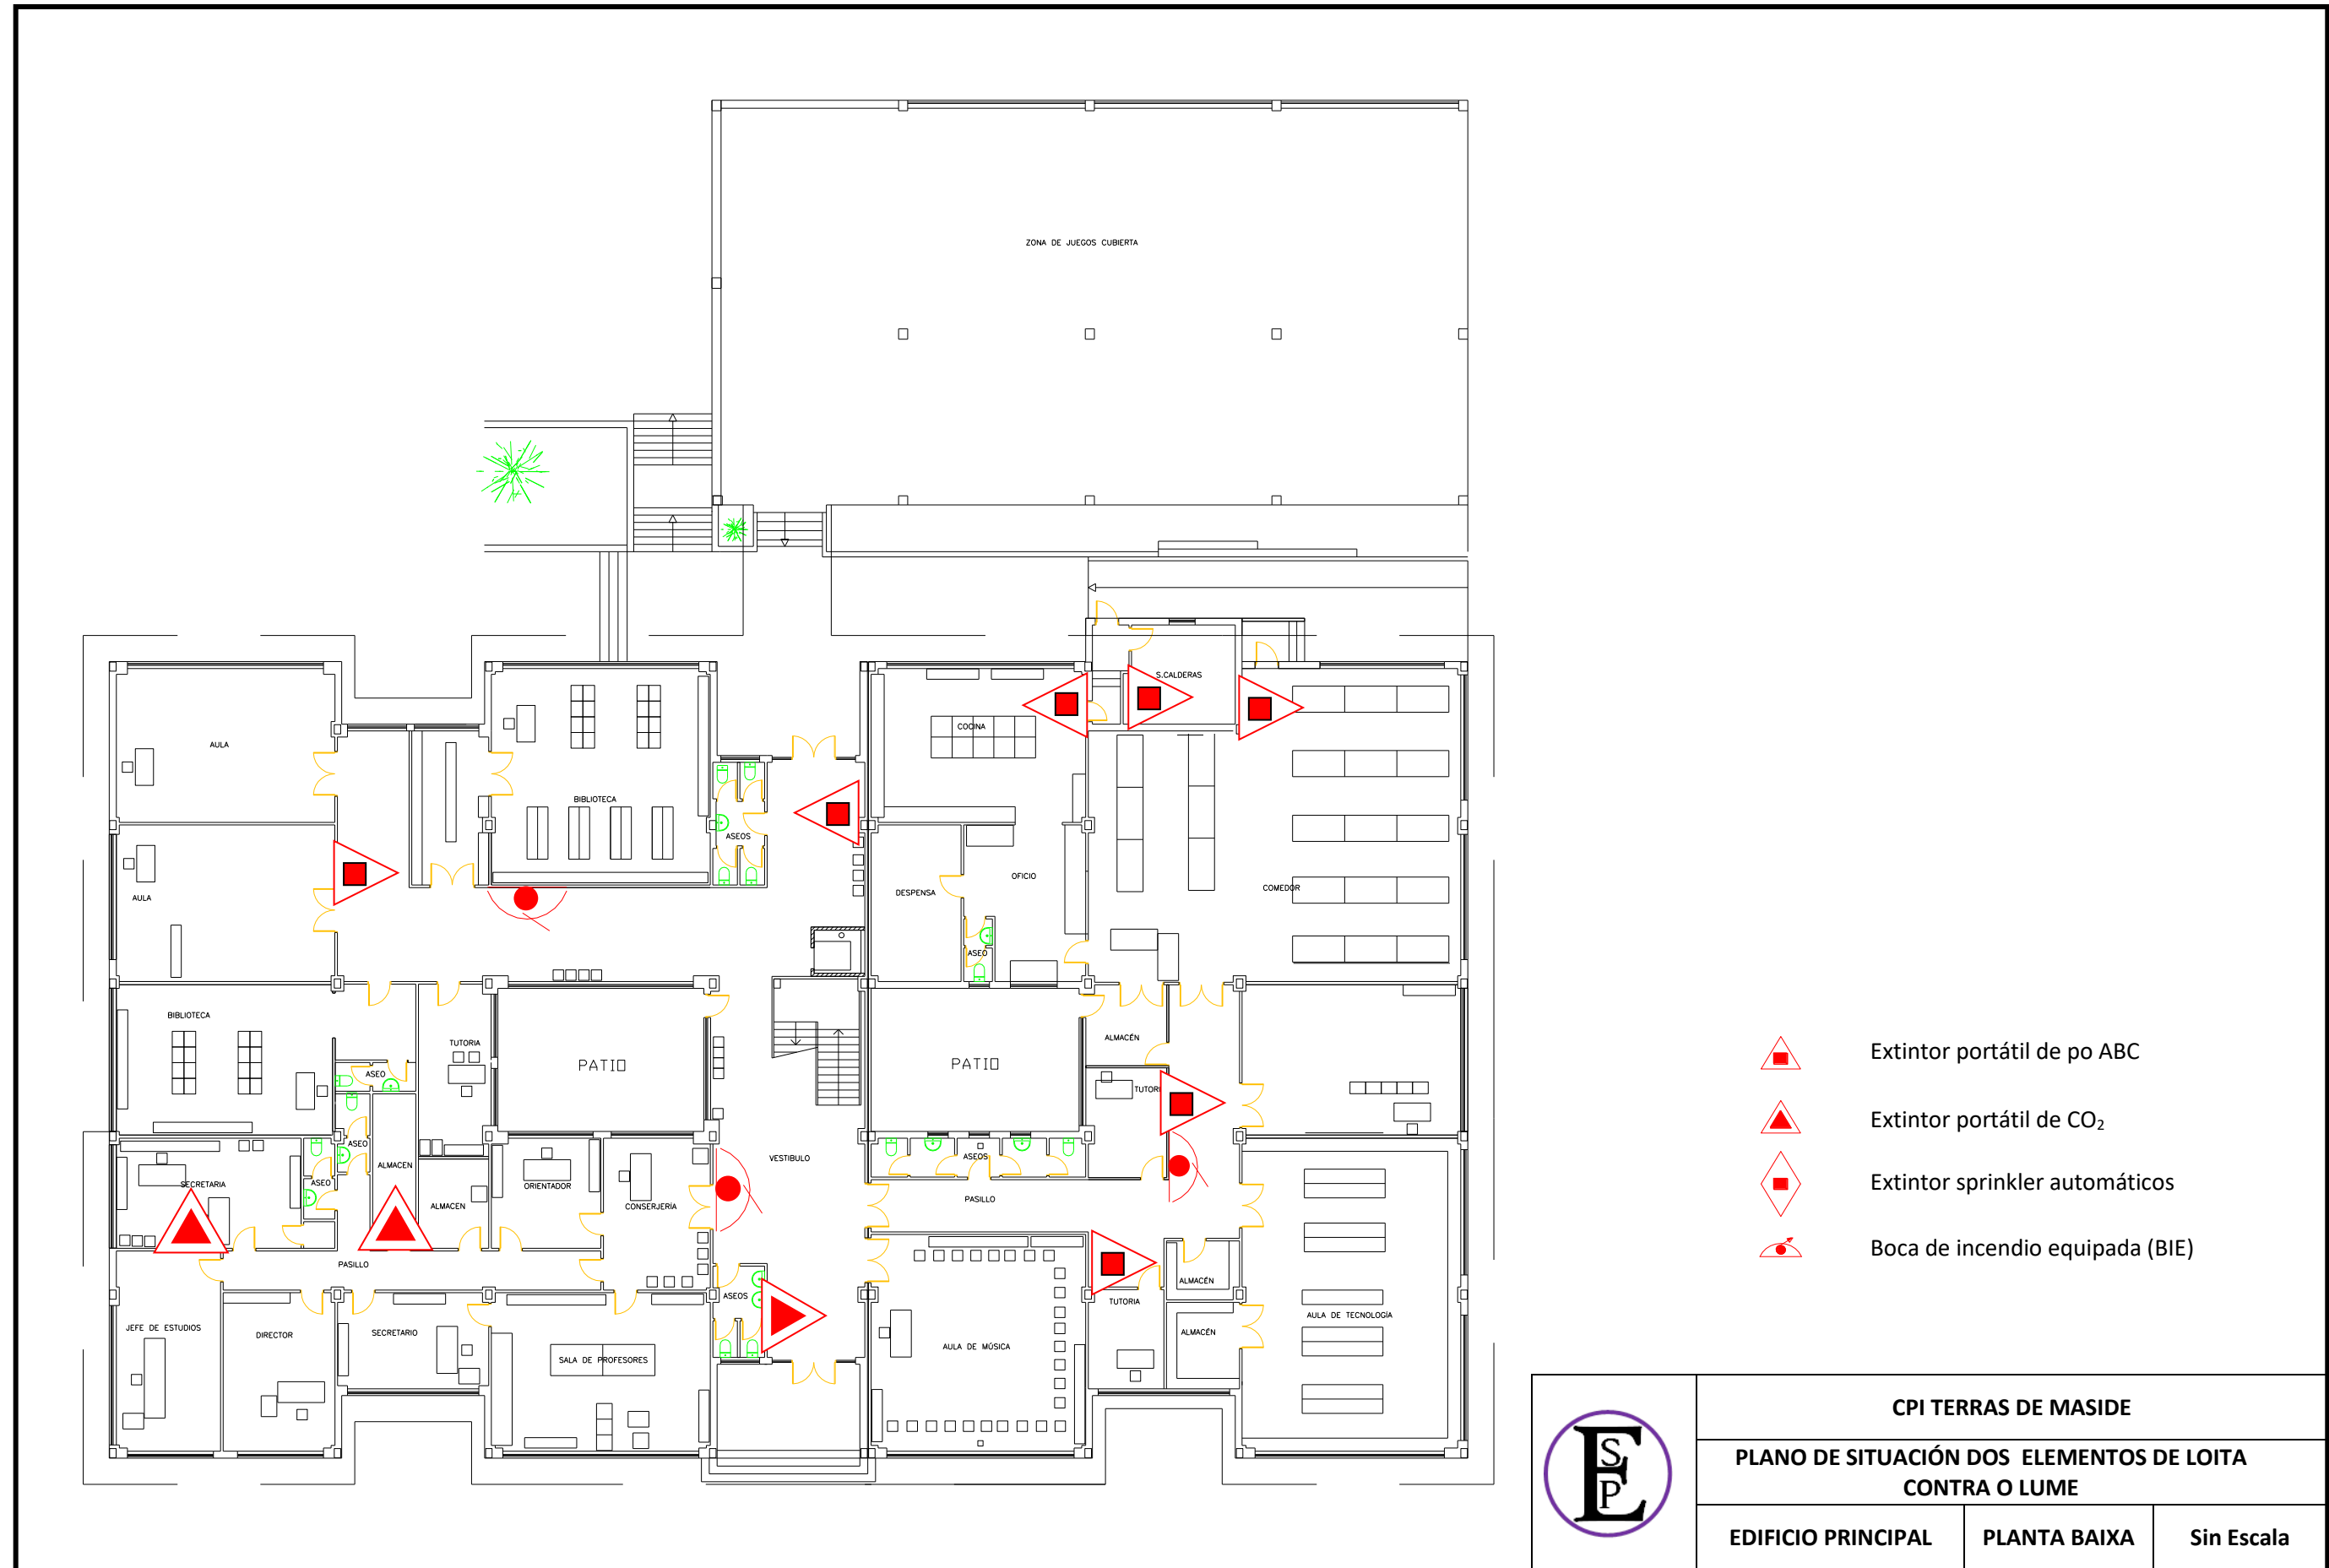 ZONA DE JUEGOS CUBIERTA
S.CALDERAS
COCINA
AULA
BIBLIOTECA
ASEOS
AULA
DESPENSA
OFICIO
COMEDOR
ASEO
BIBLIOTECA
TUTORIA
PATIO
PATIO
ALMACÉN
ASEO
TUTORI
ASEO
ALMACEN
VESTIBULO
ASEOS
SECRETARIA
ASEO
ALMACEN
ORIENTADOR
CONSERJERÍA
PASILLO
PASILLO
ALMACÉN
ASEOS
TUTORIA
JEFE DE ESTUDIOS
DIRECTOR
SECRETARIO
SALA DE PROFESORES
AULA DE MÚSICA
ALMACÉN
AULA DE TECNOLOGÍA
Extintor portátil de po ABC
Extintor portátil de CO₂
Extintor sprinkler automáticos
Boca de incendio equipada (BIE)
ESP
CPI TERRAS DE MASIDE
PLANO DE SITUACIÓN DOS ELEMENTOS DE LOITA
CONTRA O LUME
EDIFICIO PRINCIPAL
PLANTA BAIXA
Sin Escala